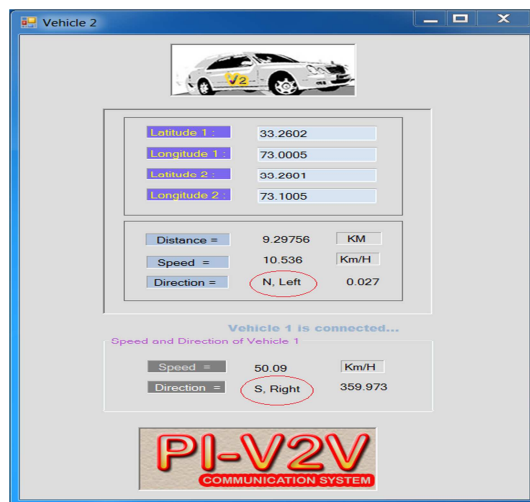 Vehicle 2
V2
Latitude 1 : 33.2602
Longitude 1 : 73.0005
Latitude 2 : 33.2601
Longitude 2 : 73.1005
Distance = 9.29756 KM
Speed = 10.536 Km/H
Direction = N, Left 0.027
Vehicle 1 is connected...
Speed and Direction of Vehicle 1
Speed = 50.09 Km/H
Direction = S, Right 359.973
PI-V2V
COMMUNICATION SYSTEM